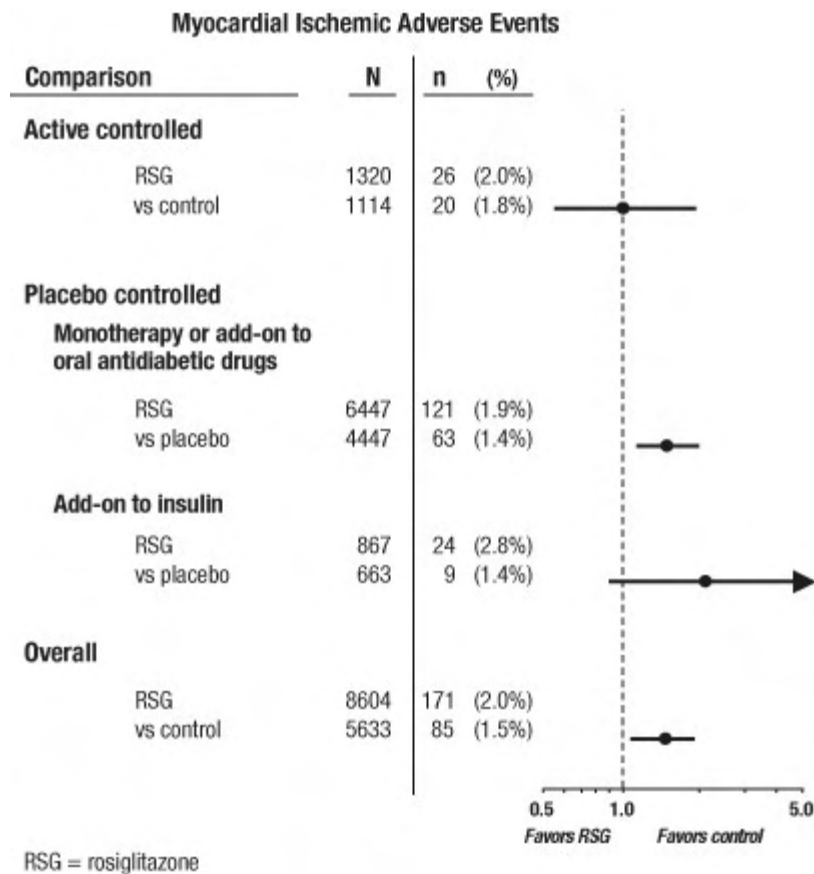 Myocardial Ischemic Adverse Events
Comparison N n (%)
Active controlled
RSG 1320 26 (2.0%)
vs control 1114 20 (1.8%)
Placebo controlled
Monotherapy or add-on to
oral antidiabetic drugs
RSG 6447 121 (1.9%)
vs placebo 4447 63 (1.4%)
Add-on to insulin
RSG 867 24 (2.8%)
vs placebo 663 9 (1.4%)
Overall
RSG 8604 171 (2.0%)
vs control 5633 85 (1.5%)
0.5 1.0 5.0
Favors RSG Favors control
RSG = rosiglitazone